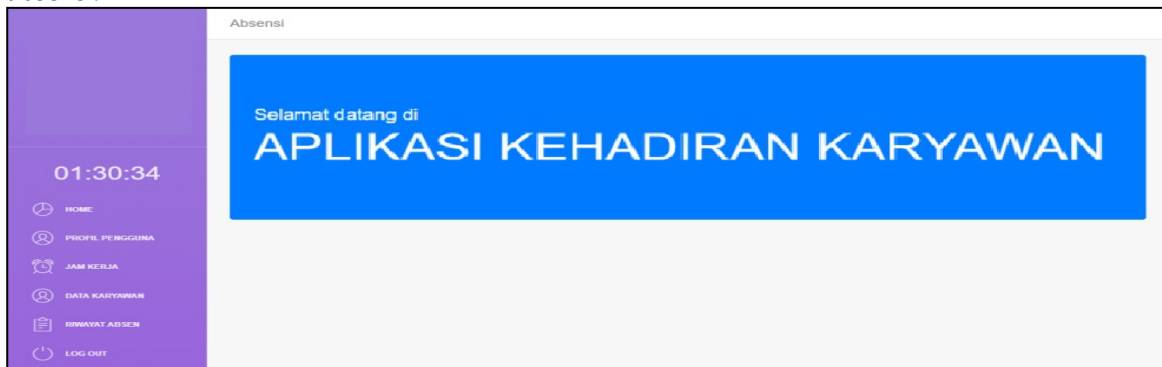 Absensi
Selamat datang di
APLIKASI KEHADIRAN KARYAWAN
01:30:34
HOME
PROFIL PENGGUNA
JAM KERJA
DATA KARYAWAN
RIWAYAT ABSEN
LOG OUT